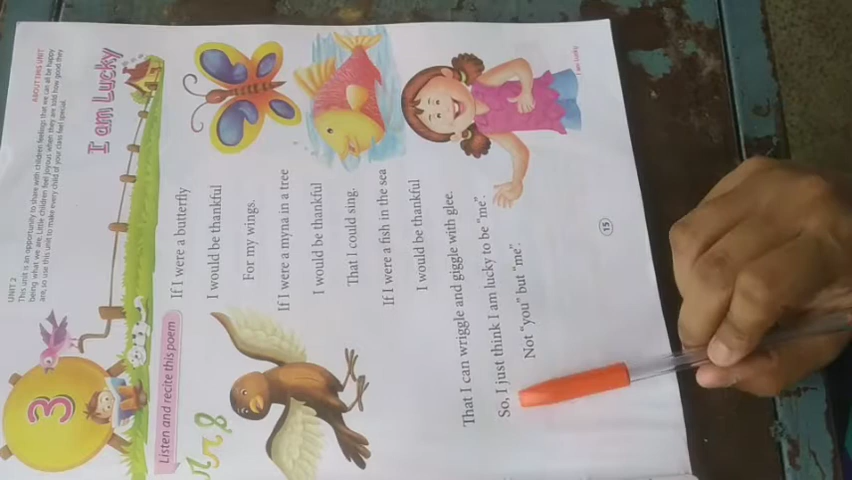 UNIT 2
ABOUT THIS UNIT
This unit is an opportunity to share with children feelings that we can all be happy
being what we are. Little children feel joyous when they are told how good they
are, so use this unit to make every child of your class feel special.
3
I am Lucky
Listen and recite this poem
If I were a butterfly
I would be thankful
For my wings.
If I were a myna in a tree
I would be thankful
That I could sing.
If I were a fish in the sea
I would be thankful
That I can wriggle and giggle with glee.
So, I just think I am lucky to be "me".
Not "you" but "me".
15
I am Lucky